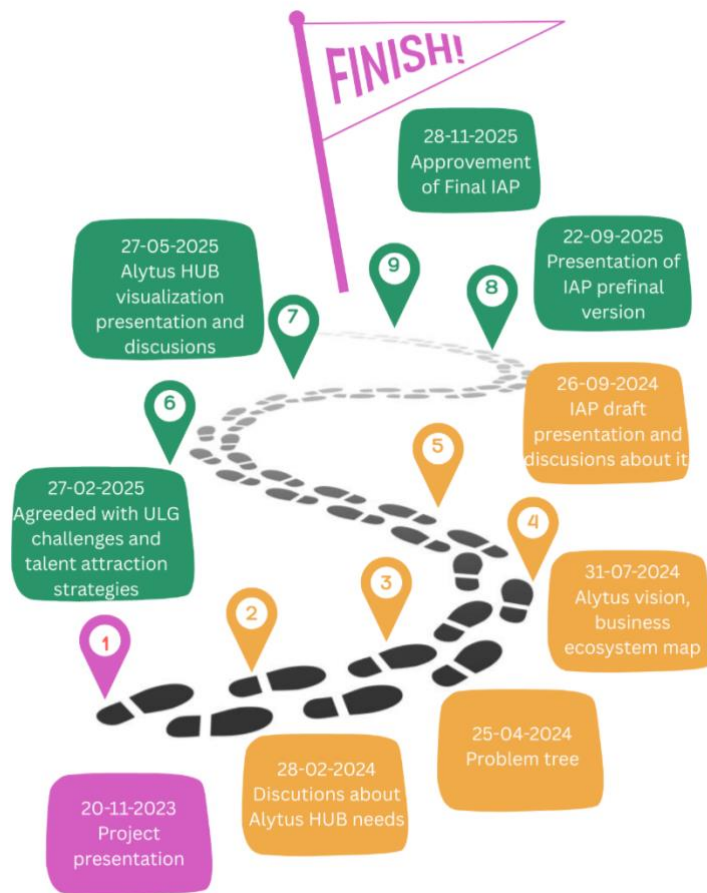 FINISH!
28-11-2025
Approvement
of Final IAP
9
22-09-2025
Presentation of
IAP prefinal
version
8
27-05-2025
Alytus HUB
visualization
presentation and
discusions
7
26-09-2024
IAP draft
presentation and
discusions about it
5
6
27-02-2025
Agreeded with ULG
challenges and
talent attraction
strategies
4
31-07-2024
Alytus vision,
business
ecosystem map
3
25-04-2024
Problem tree
2
28-02-2024
Discutions about
Alytus HUB needs
1
20-11-2023
Project
presentation